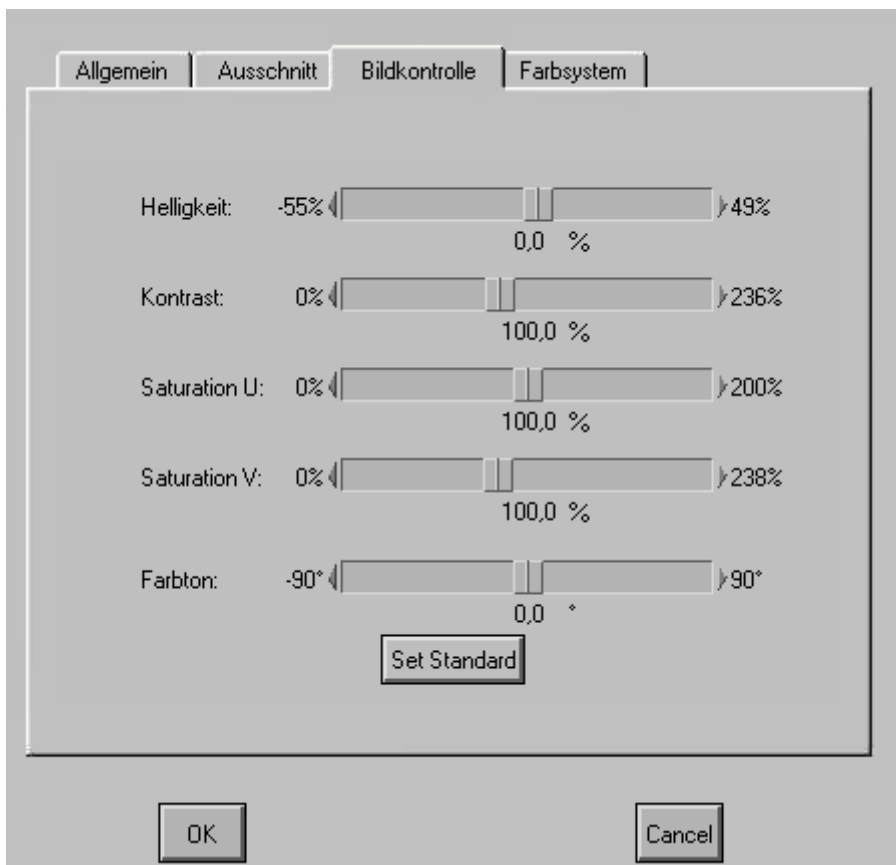 Allgemein Ausschnitt Bildkontrolle Farbsystem
Helligkeit: -55% 49%
0,0 %
Kontrast: 0% 236%
100,0 %
Saturation U: 0% 200%
100,0 %
Saturation V: 0% 238%
100,0 %
Farbton: -90° 90°
0,0 °
Set Standard
OK Cancel